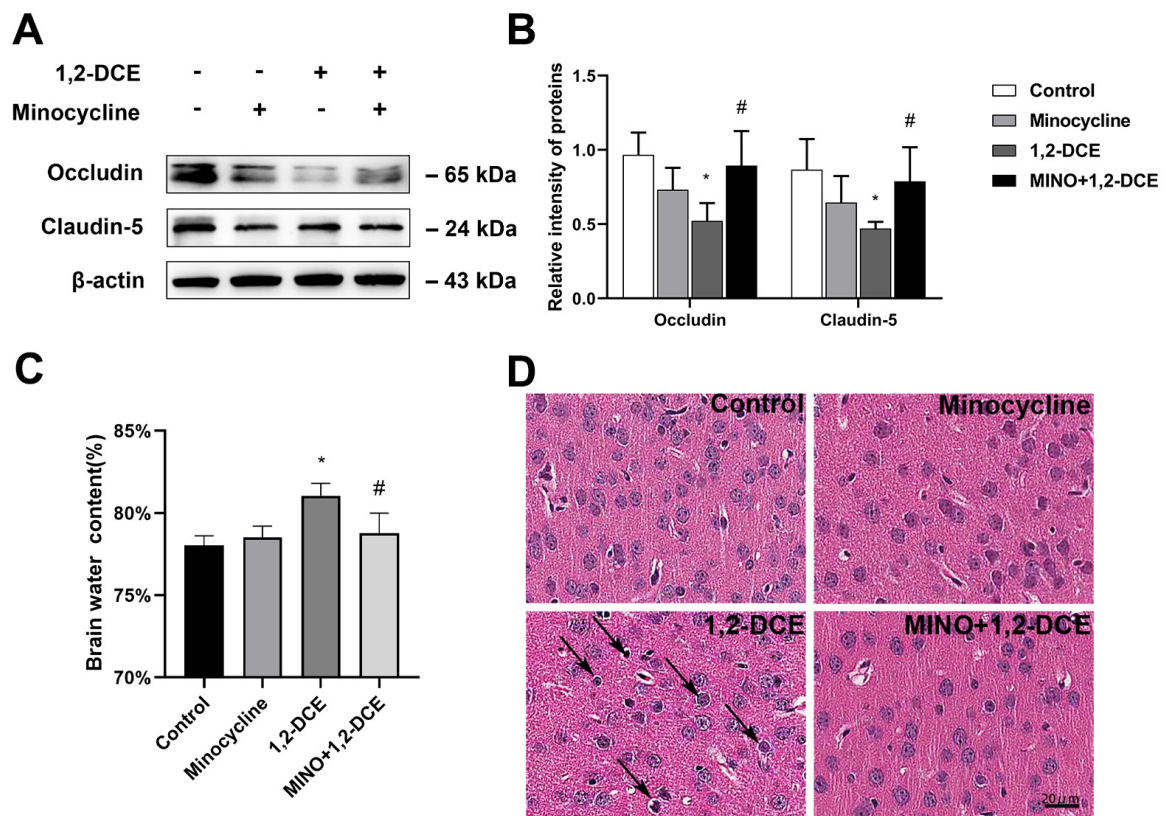 A
1,2-DCE - - + +
Minocycline - + - +
Occludin – 65 kDa
Claudin-5 – 24 kDa
β-actin – 43 kDa
B
Relative intensity of proteins
1.5
1.0
0.5
0.0
* # * #
Occludin Claudin-5
Control
Minocycline
1,2-DCE
MINO+1,2-DCE
C
Brain water content(%)
85%
80%
75%
70%
* #
Control
Minocycline
1,2-DCE
MINO+1,2-DCE
D
Control
Minocycline
1,2-DCE
MINO+1,2-DCE
20μm